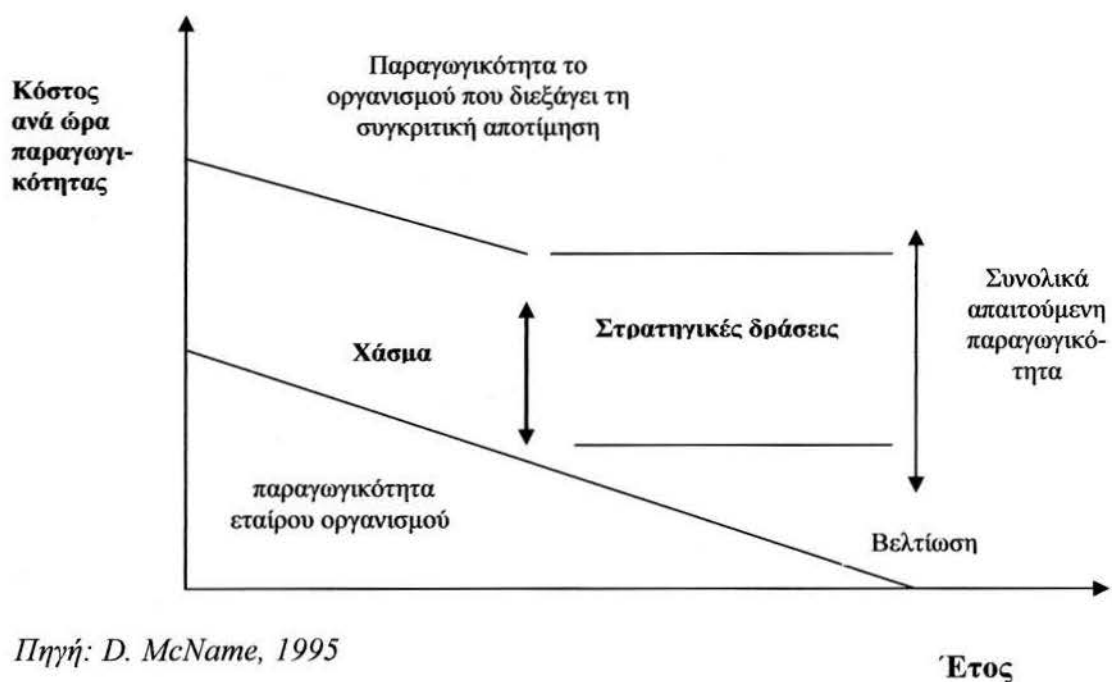 Κόστος
ανά ώρα
παραγωγι-
κότητας
Παραγωγικότητα το
οργανισμού που διεξάγει τη
συγκριτική αποτίμηση
Χάσμα
Στρατηγικές δράσεις
Συνολικά
απαιτούμενη
παραγωγικό-
τητα
παραγωγικότητα
εταίρου οργανισμού
Βελτίωση
Πηγή: D. McName, 1995
Έτος